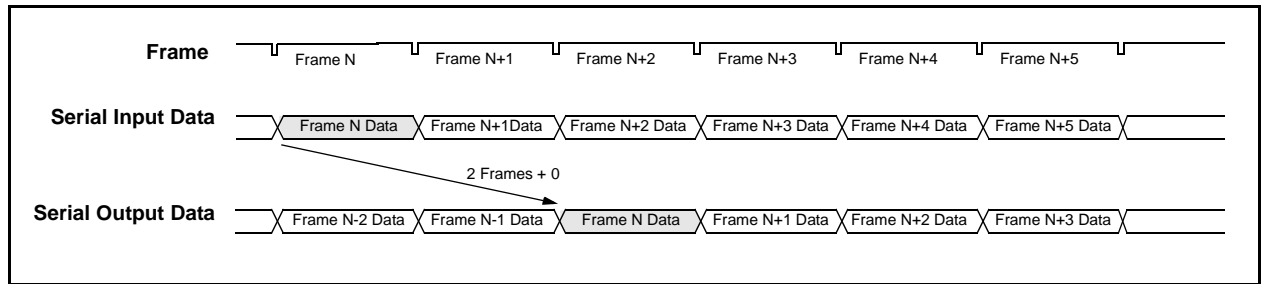 Frame
Frame N Frame N+1 Frame N+2 Frame N+3 Frame N+4 Frame N+5
Serial Input Data
Frame N Data Frame N+1Data Frame N+2 Data Frame N+3 Data Frame N+4 Data Frame N+5 Data
2 Frames + 0
Serial Output Data
Frame N-2 Data Frame N-1 Data Frame N Data Frame N+1 Data Frame N+2 Data Frame N+3 Data